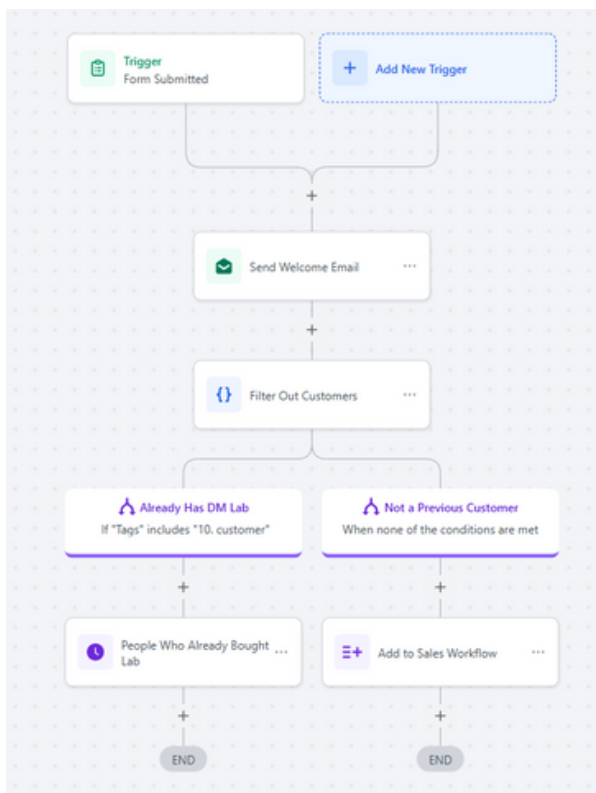 Trigger
Form Submitted
Add New Trigger
Send Welcome Email
Filter Out Customers
Already Has DM Lab
If "Tags" includes "10. customer"
Not a Previous Customer
When none of the conditions are met
People Who Already Bought
Lab
Add to Sales Workflow
END
END